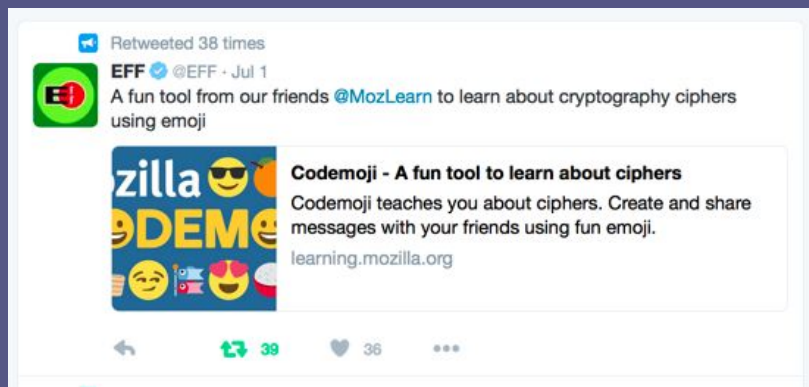 Retweeted 38 times
EFF @EFF · Jul 1
A fun tool from our friends @MozLearn to learn about cryptography ciphers
using emoji
zilla
DEM
Codemoji - A fun tool to learn about ciphers
Codemoji teaches you about ciphers. Create and share
messages with your friends using fun emoji.
learning.mozilla.org
39 36